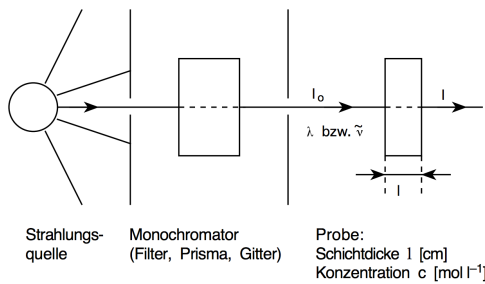 I₀
I
λ bzw. ν̃
l
Strahlungs-
quelle
Monochromator
(Filter, Prisma, Gitter)
Probe:
Schichtdicke l [cm]
Konzentration c [mol l⁻¹]